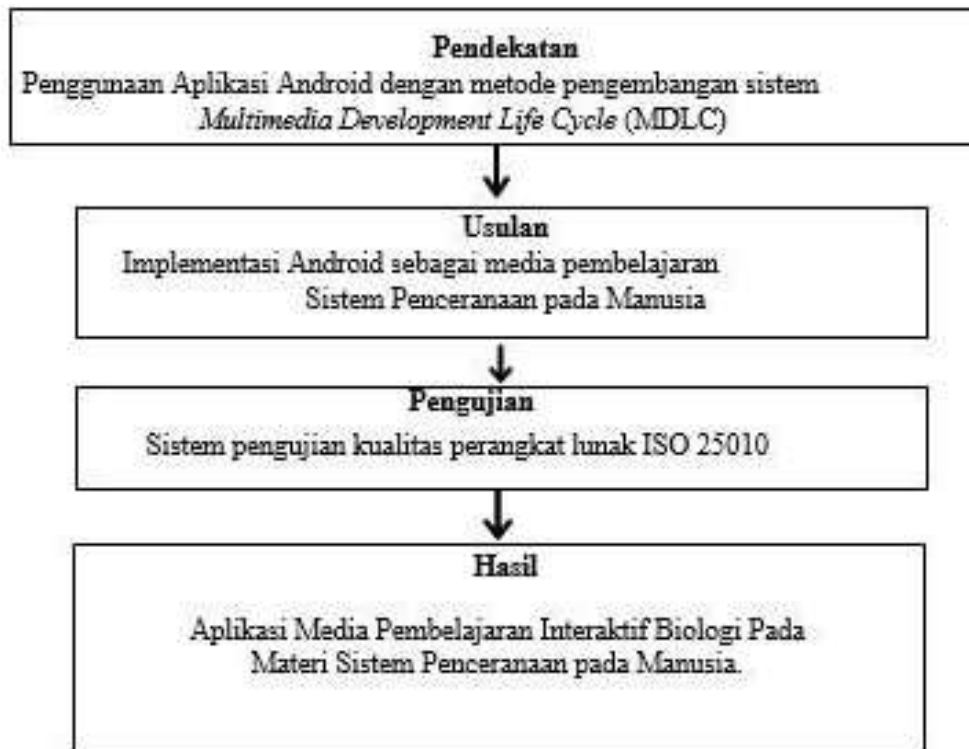 Pendekatan
Penggunaan Aplikasi Android dengan metode pengembangan sistem
Multimedia Development Life Cycle (MDLC)
Usulan
Implementasi Android sebagai media pembelajaran
Sistem Penceranaan pada Manusia
Pengujian
Sistem pengujian kualitas perangkat lunak ISO 25010
Hasil
Aplikasi Media Pembelajaran Interaktif Biologi Pada
Materi Sistem Penceranaan pada Manusia.